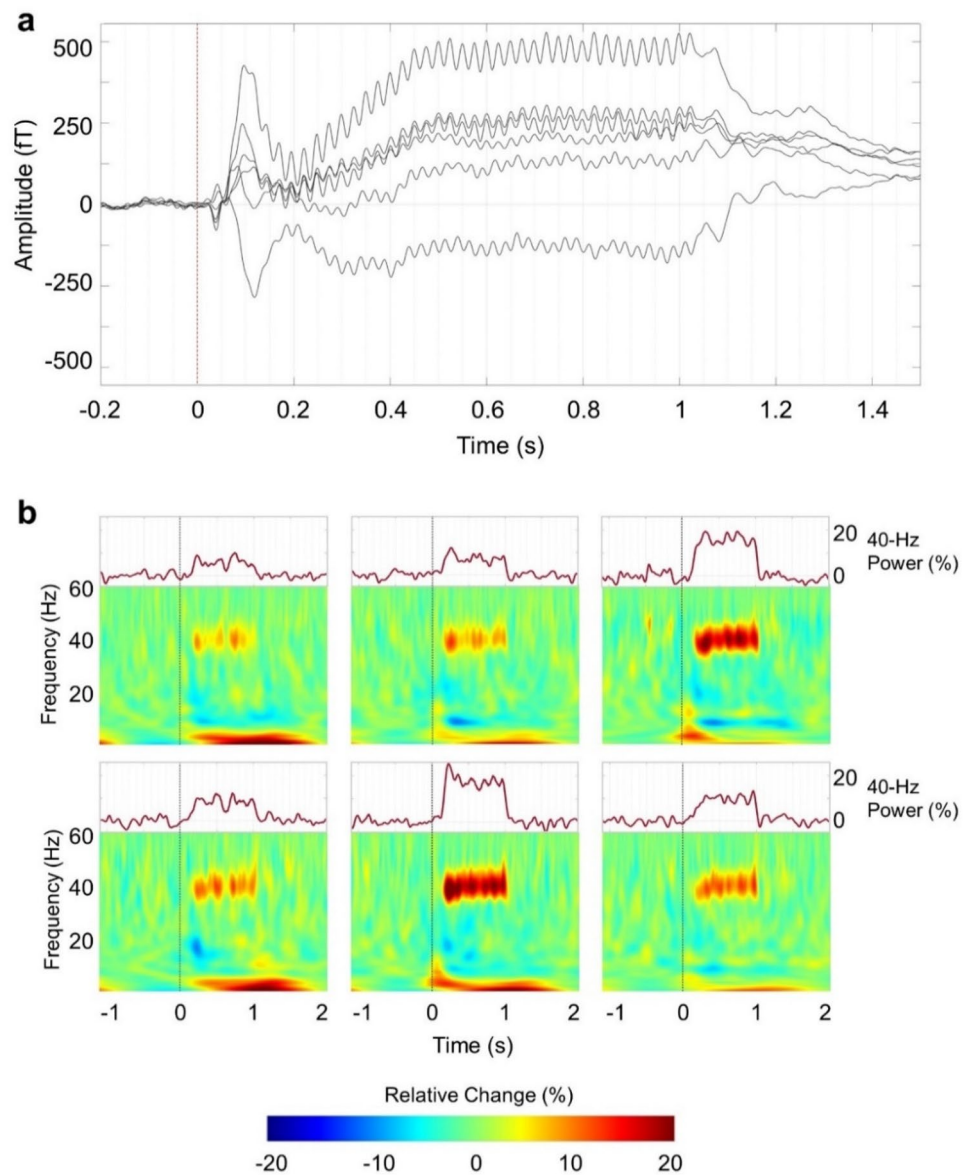 a
500
250
0
-250
-500
Amplitude (fT)
-0.2 0 0.2 0.4 0.6 0.8 1 1.2 1.4
Time (s)
b
20
0
40-Hz
Power (%)
60
40
20
Frequency (Hz)
20
0
40-Hz
Power (%)
60
40
20
Frequency (Hz)
-1 0 1 2 -1 0 1 2 -1 0 1 2
Time (s)
Relative Change (%)
-20 -10 0 10 20